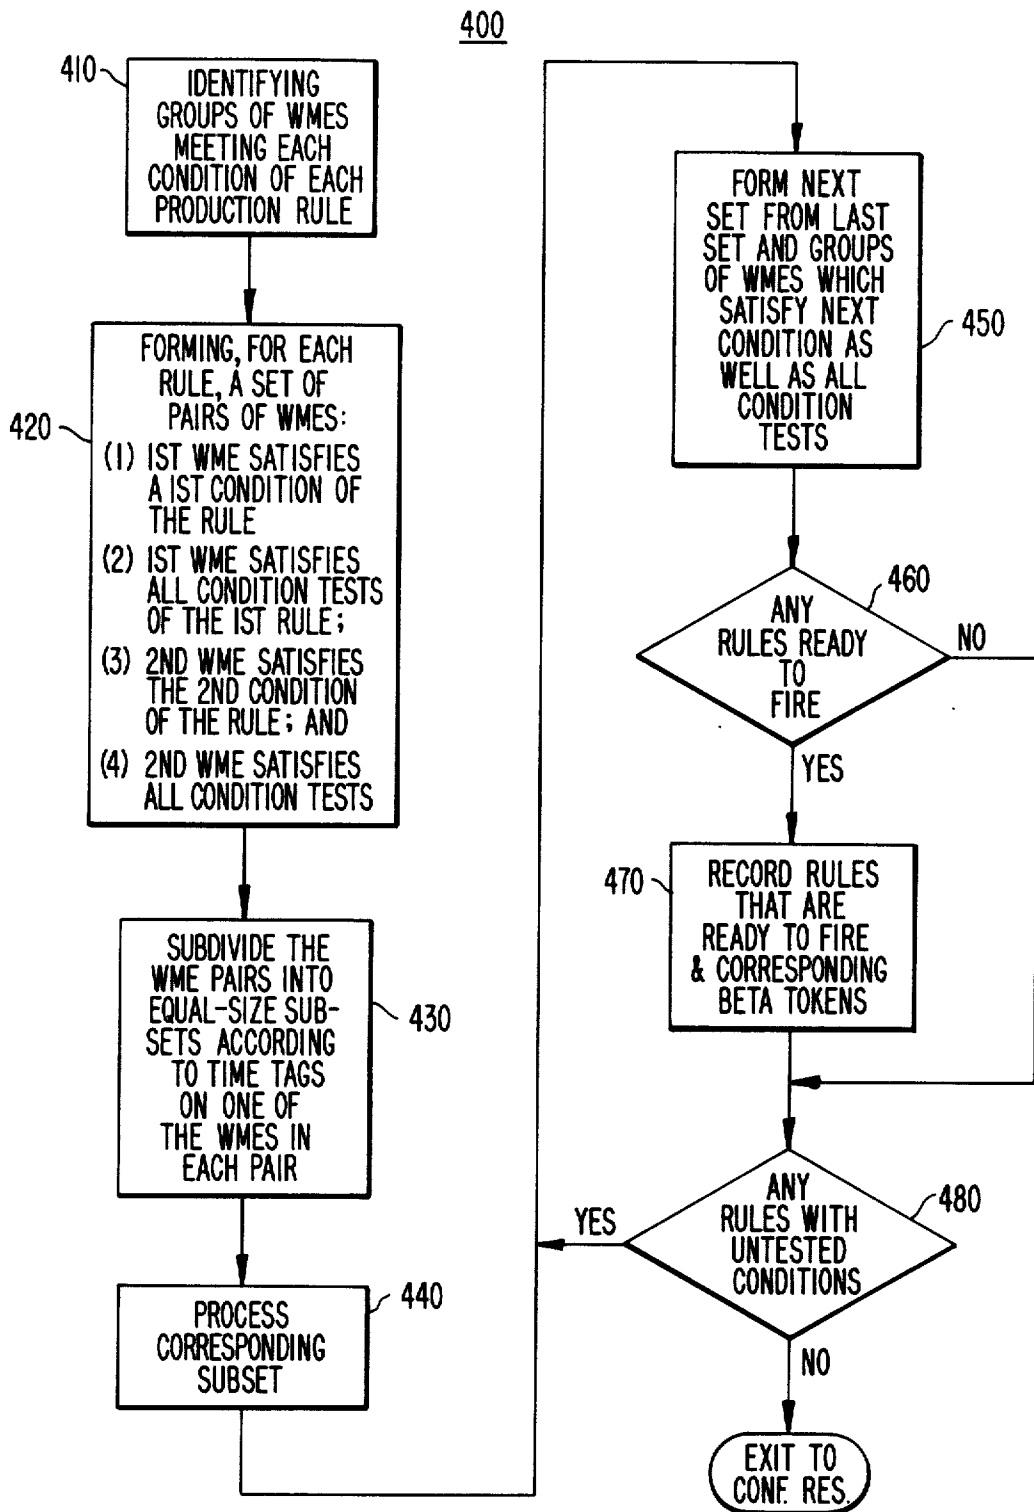 400
410
IDENTIFYING
GROUPS OF WMES
MEETING EACH
CONDITION OF EACH
PRODUCTION RULE
420
FORMING, FOR EACH
RULE, A SET OF
PAIRS OF WMES:
(1) 1ST WME SATISFIES
A 1ST CONDITION OF
THE RULE
(2) 1ST WME SATISFIES
ALL CONDITION TESTS
OF THE 1ST RULE;
(3) 2ND WME SATISFIES
THE 2ND CONDITION
OF THE RULE; AND
(4) 2ND WME SATISFIES
ALL CONDITION TESTS
SUBDIVIDE THE
WME PAIRS INTO
EQUAL-SIZE SUB-
SETS ACCORDING
TO TIME TAGS
ON ONE OF
THE WMES IN
EACH PAIR
430
440
PROCESS
CORRESPONDING
SUBSET
FORM NEXT
SET FROM LAST
SET AND GROUPS
OF WMES WHICH
SATISFY NEXT
CONDITION AS
WELL AS ALL
CONDITION
TESTS
450
460
ANY
RULES READY
TO
FIRE
NO
YES
470
RECORD RULES
THAT ARE
READY TO FIRE
& CORRESPONDING
BETA TOKENS
480
ANY
RULES WITH
UNTESTED
CONDITIONS
YES
NO
EXIT TO
CONF. RES.